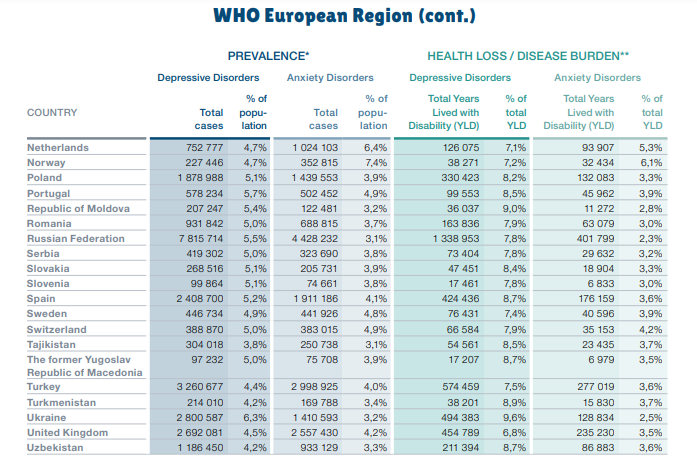 WHO European Region (cont.)
PREVALENCE* HEALTH LOSS / DISEASE BURDEN**
Depressive Disorders Anxiety Disorders Depressive Disorders Anxiety Disorders
% of % of Total Years % of Total Years % of
COUNTRY Total popu- Total popu- Lived with total Lived with total
cases lation cases lation Disability (YLD) YLD Disability (YLD) YLD
Netherlands 752 777 4,7% 1 024 103 6,4% 126 075 7,1% 93 907 5,3%
Norway 227 446 4,7% 352 815 7,4% 38 271 7,2% 32 434 6,1%
Poland 1 878 988 5,1% 1 439 553 3,9% 330 423 8,2% 132 083 3,3%
Portugal 578 234 5,7% 502 452 4,9% 99 553 8,5% 45 962 3,9%
Republic of Moldova 207 247 5,4% 122 481 3,2% 36 037 9,0% 11 272 2,8%
Romania 931 842 5,0% 688 815 3,7% 163 836 7,9% 63 079 3,0%
Russian Federation 7 815 714 5,5% 4 428 232 3,1% 1 338 953 7,8% 401 799 2,3%
Serbia 419 302 5,0% 323 690 3,8% 73 404 7,8% 29 632 3,2%
Slovakia 268 516 5,1% 205 731 3,9% 47 451 8,4% 18 904 3,3%
Slovenia 99 864 5,1% 74 661 3,8% 17 461 7,8% 6 833 3,0%
Spain 2 408 700 5,2% 1 911 186 4,1% 424 436 8,7% 176 159 3,6%
Sweden 446 734 4,9% 441 926 4,8% 76 431 7,4% 40 596 3,9%
Switzerland 388 870 5,0% 383 015 4,9% 66 584 7,9% 35 153 4,2%
Tajikistan 304 018 3,8% 250 738 3,1% 54 561 8,5% 23 435 3,7%
The former Yugoslav 97 232 5,0% 75 708 3,9% 17 207 8,7% 6 979 3,5%
Republic of Macedonia
Turkey 3 260 677 4,4% 2 998 925 4,0% 574 459 7,5% 277 019 3,6%
Turkmenistan 214 010 4,2% 169 788 3,4% 38 201 8,9% 15 830 3,7%
Ukraine 2 800 587 6,3% 1 410 593 3,2% 494 383 9,6% 128 834 2,5%
United Kingdom 2 692 081 4,5% 2 557 430 4,2% 454 789 6,8% 235 230 3,5%
Uzbekistan 1 186 450 4,2% 933 129 3,3% 211 394 8,7% 86 883 3,6%